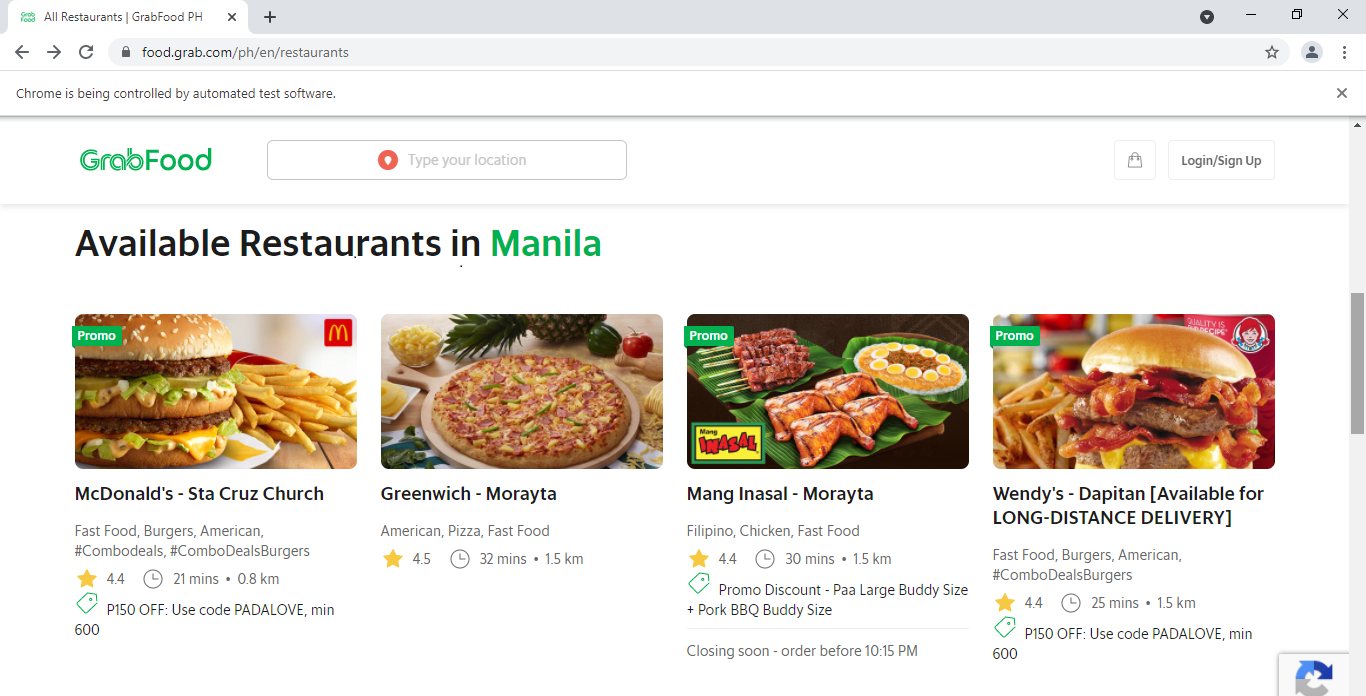 All Restaurants | GrabFood PH
food.grab.com/ph/en/restaurants
Chrome is being controlled by automated test software.
GrabFood
Type your location
Login/Sign Up
Available Restaurants in Manila
Promo
McDonald's - Sta Cruz Church
Fast Food, Burgers, American,
#Combodeals, #ComboDealsBurgers
4.4 21 mins • 0.8 km
P150 OFF: Use code PADALOVE, min
600
Greenwich - Morayta
American, Pizza, Fast Food
4.5 32 mins • 1.5 km
Promo
Mang
INASAL
Mang Inasal - Morayta
Filipino, Chicken, Fast Food
4.4 30 mins • 1.5 km
Promo Discount - Paa Large Buddy Size
+ Pork BBQ Buddy Size
Closing soon - order before 10:15 PM
Promo
QUALITY IS
RECIPE
Wendy's - Dapitan [Available for
LONG-DISTANCE DELIVERY]
Fast Food, Burgers, American,
#ComboDealsBurgers
4.4 25 mins • 1.5 km
P150 OFF: Use code PADALOVE, min
600